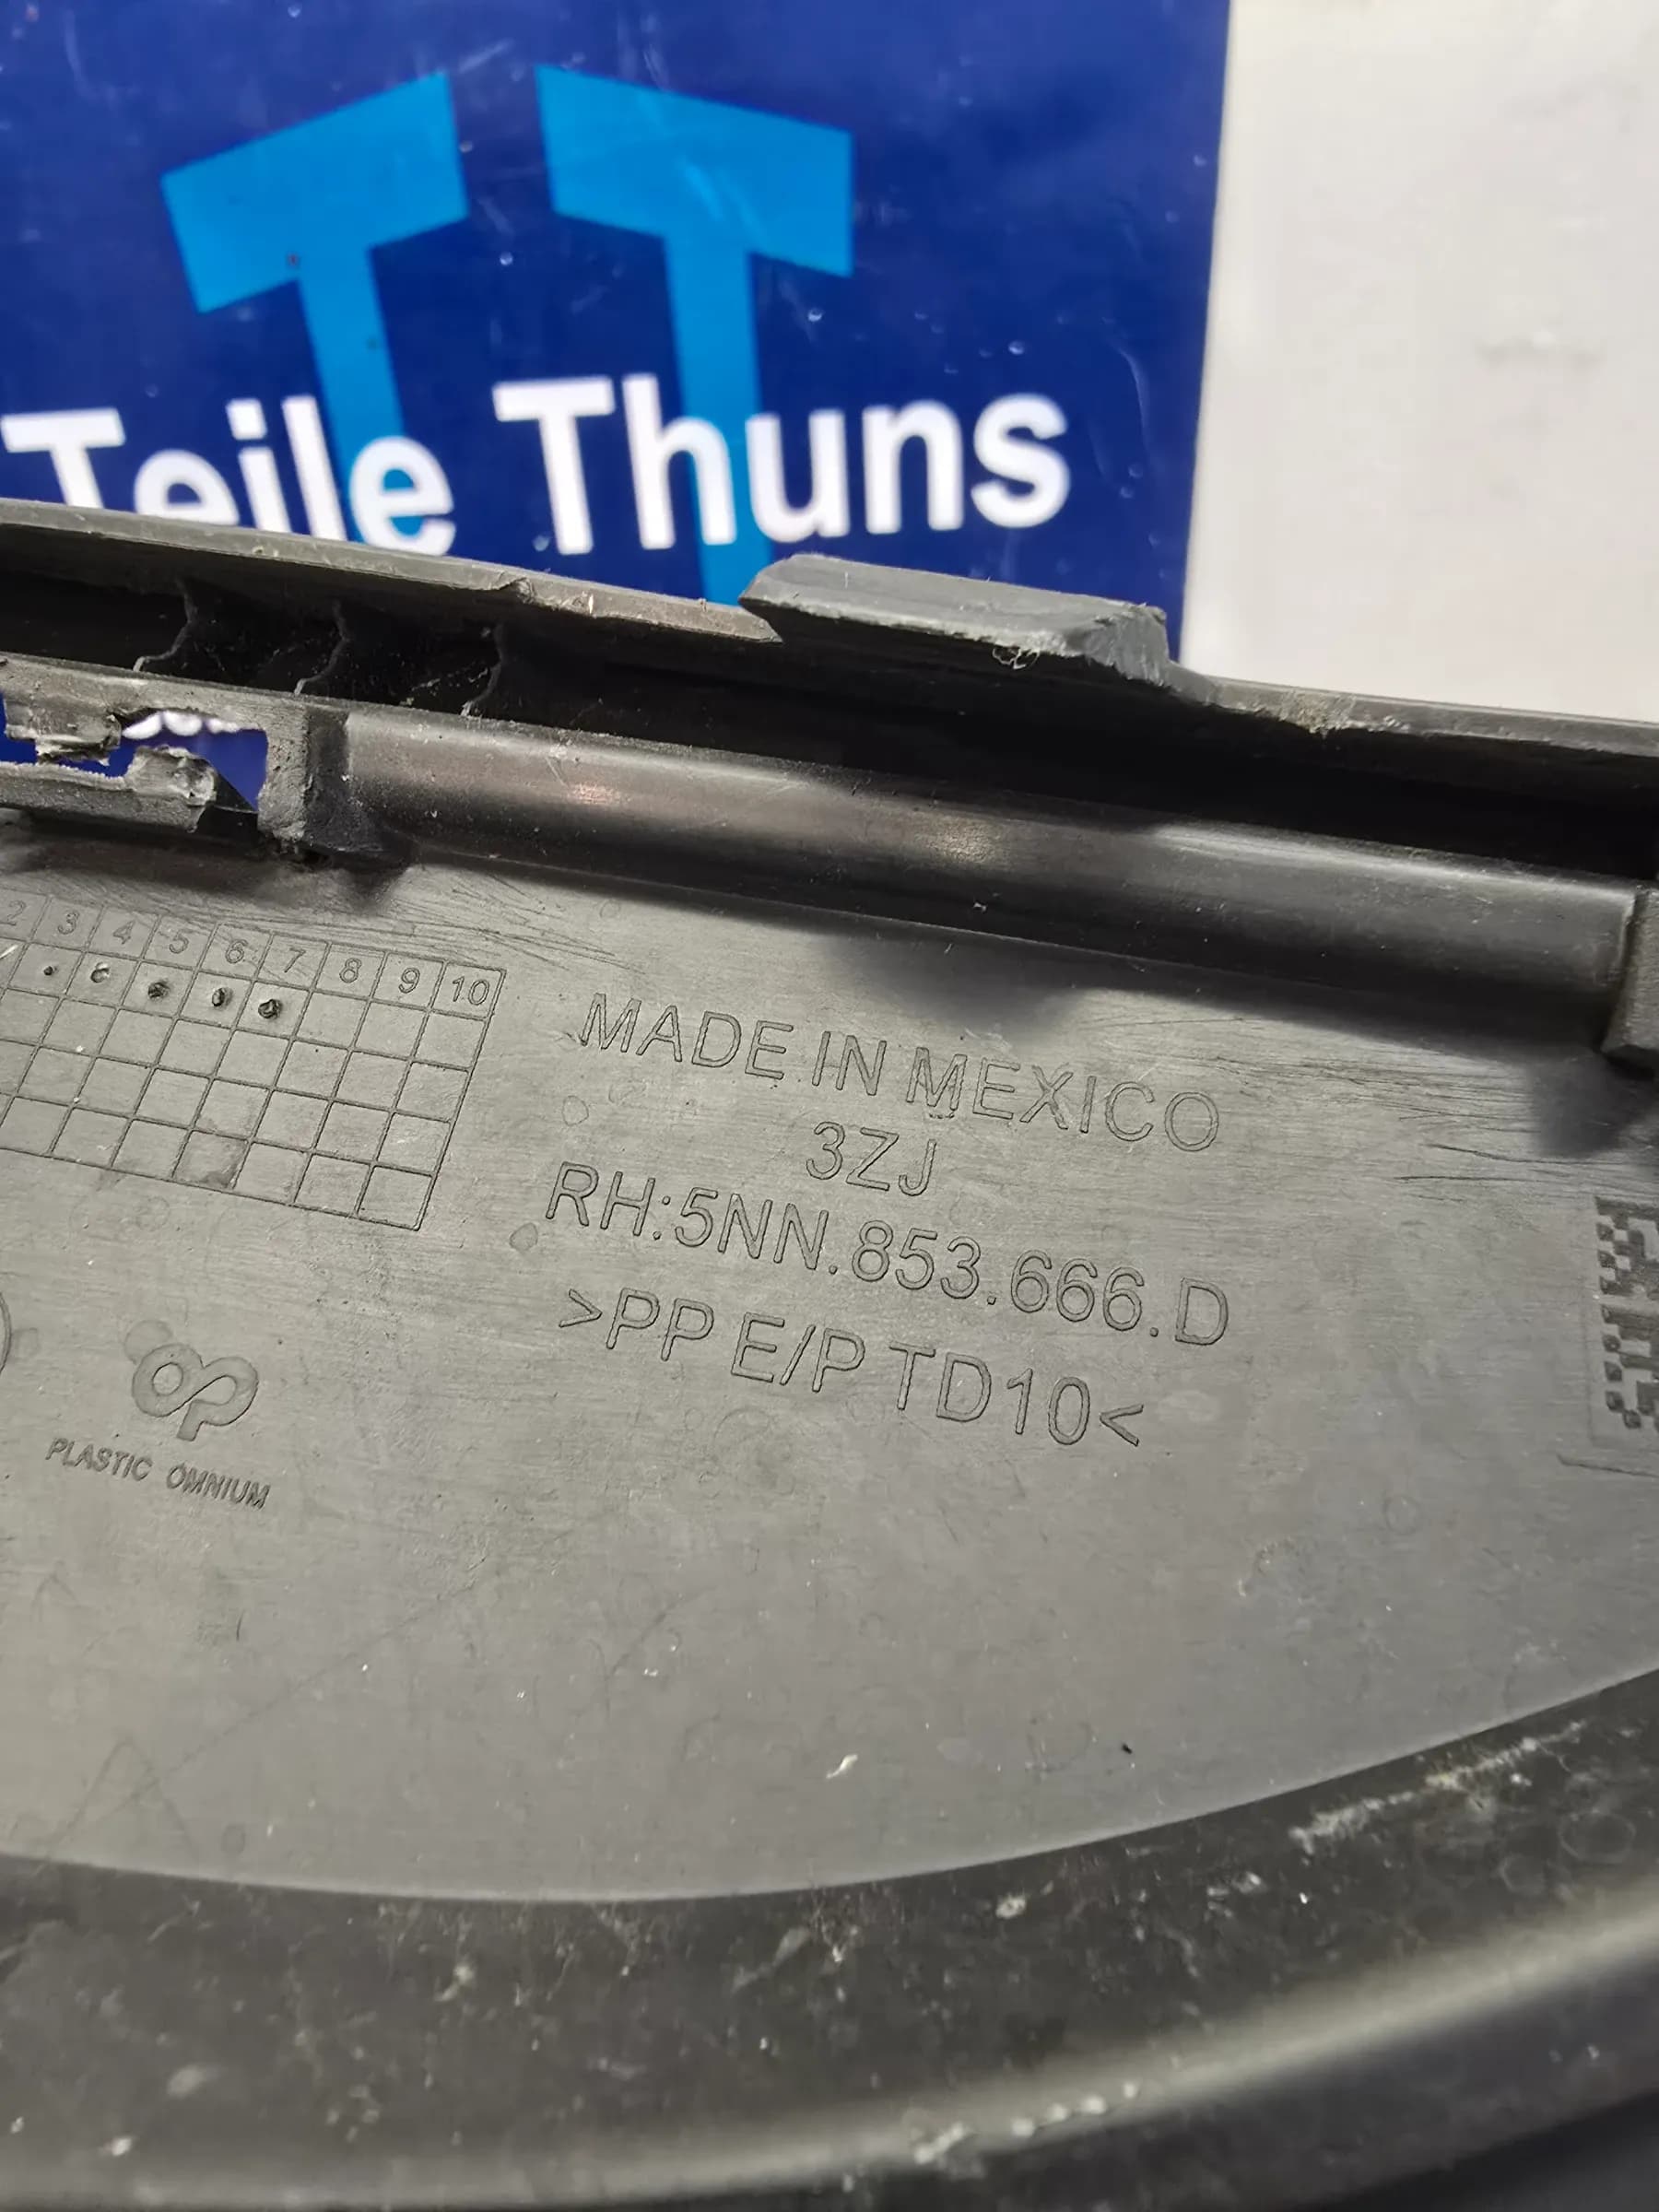 Teile Thuns
2 3 4 5 6 7 8 9 10
MADE IN MEXICO
3ZJ
RH:5NN.853.666.D
>PP E/P TD10<
OP
PLASTIC OMNIUM